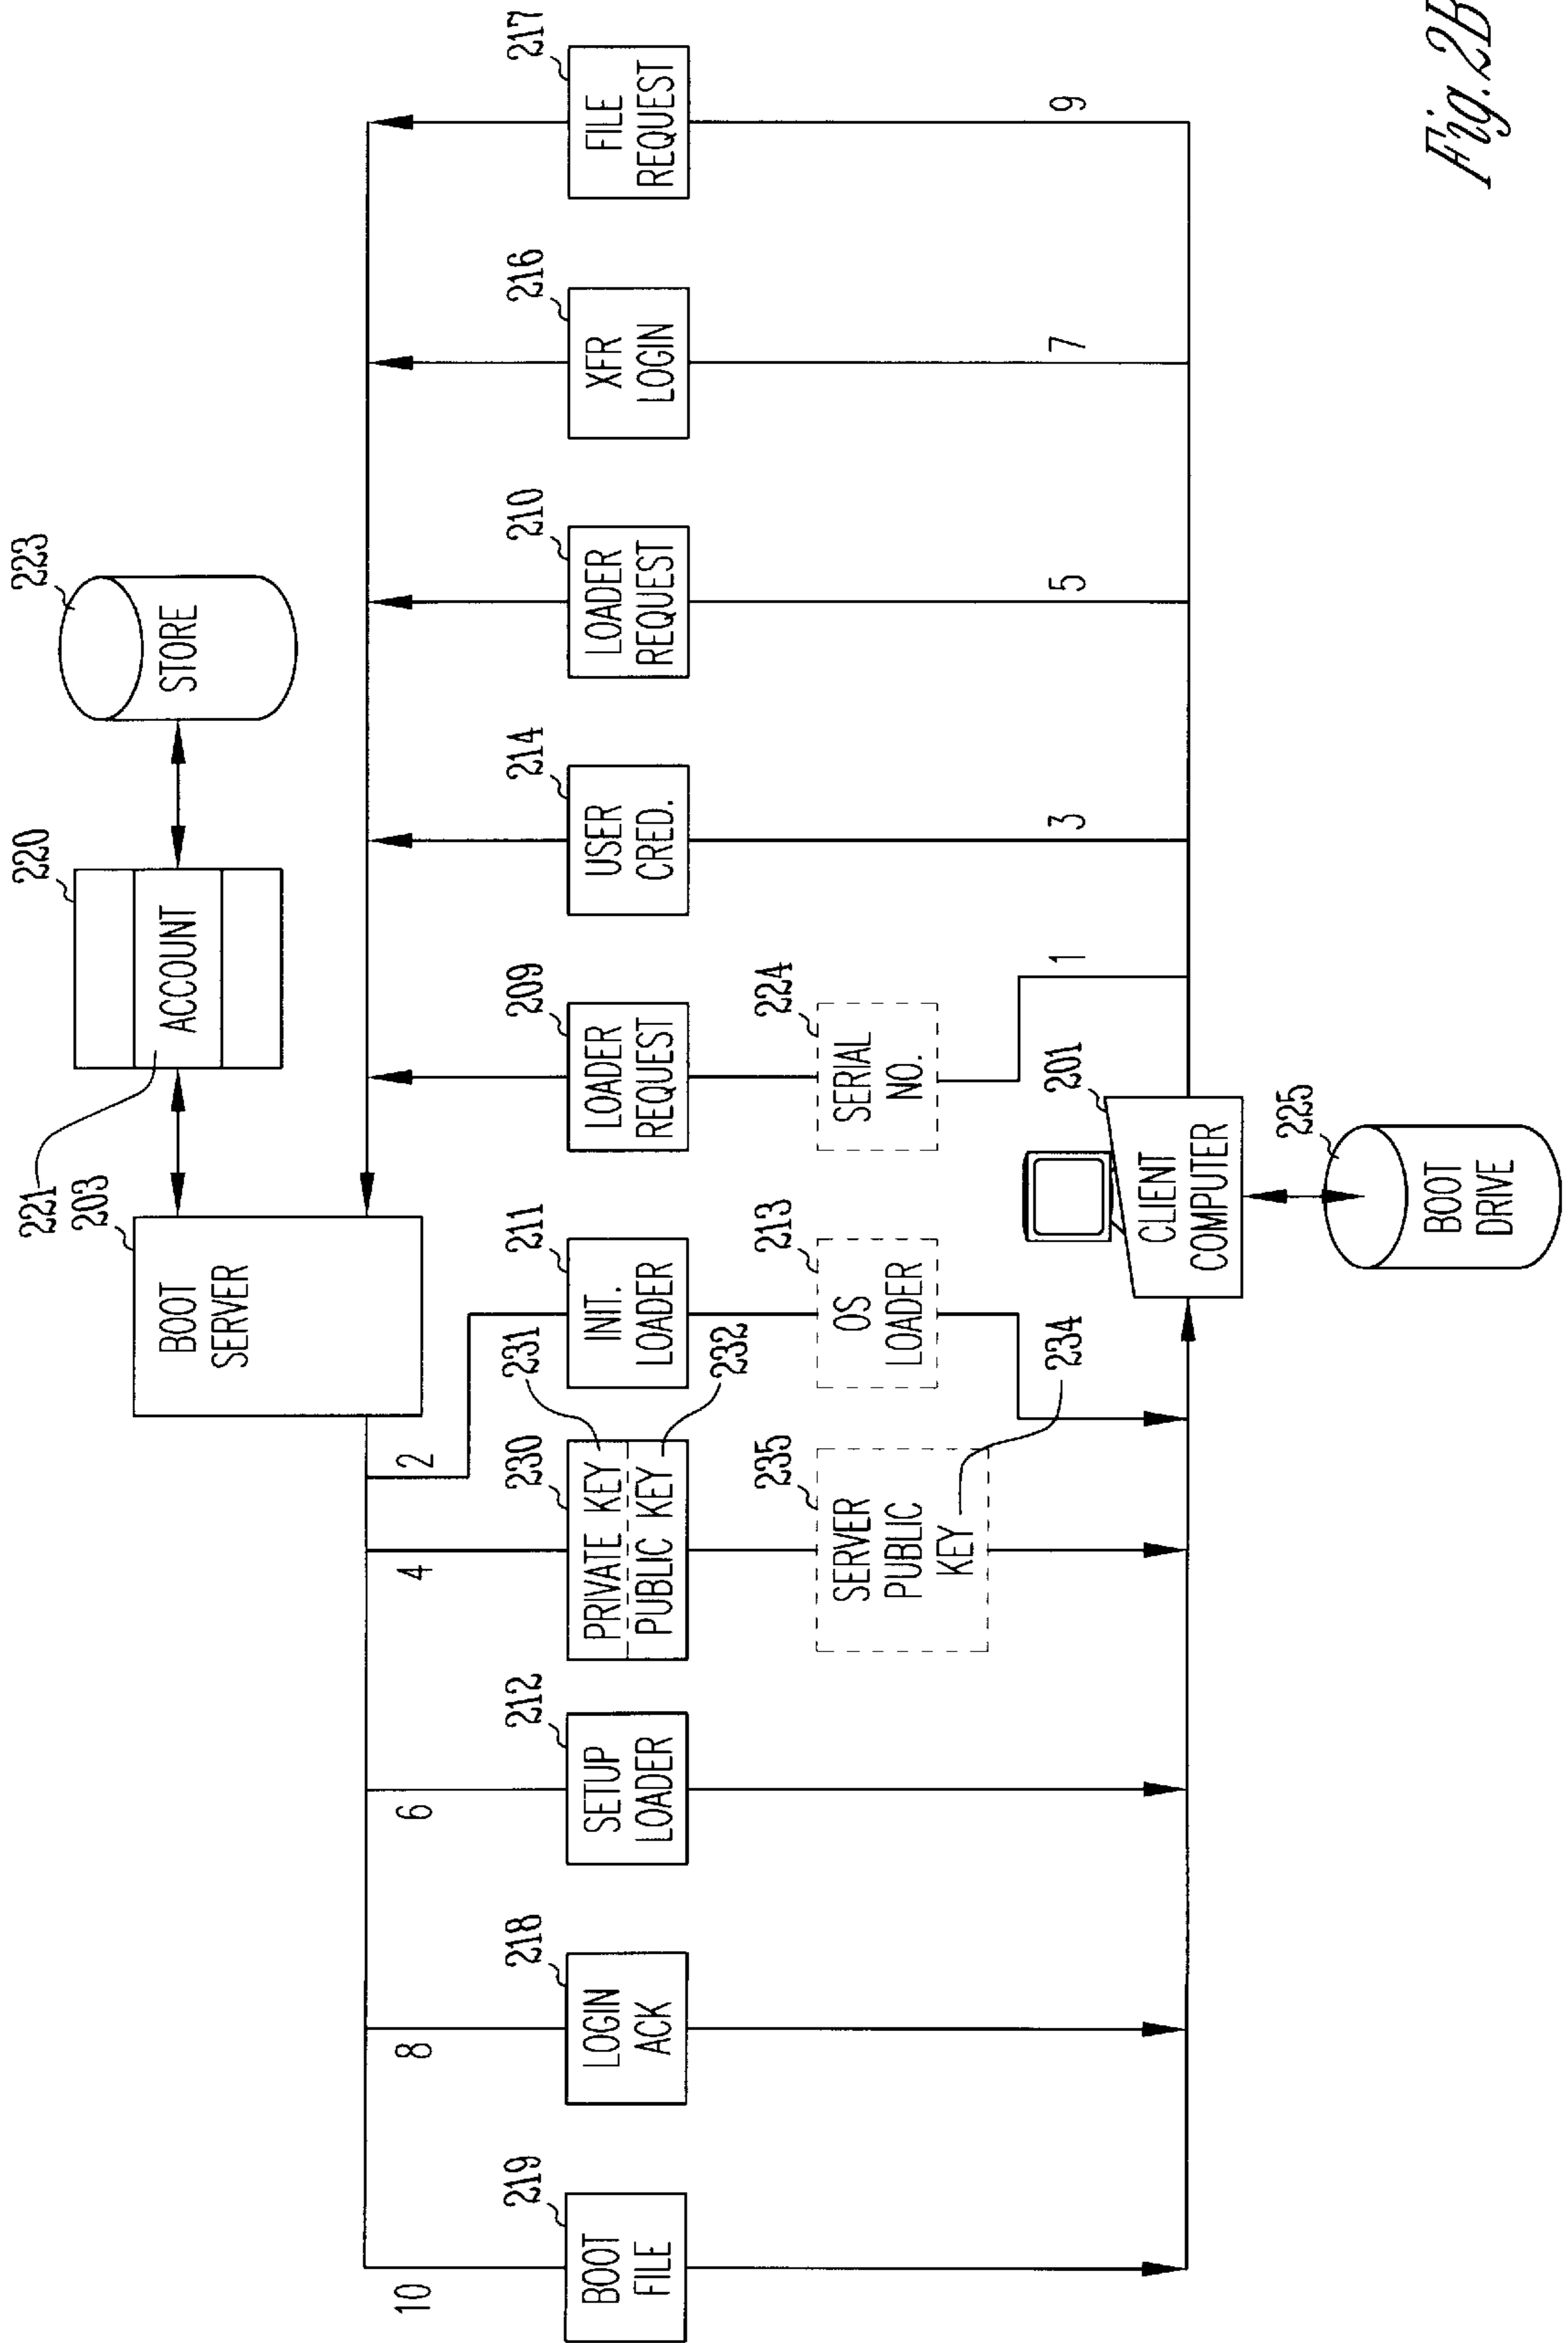 223
STORE
220
ACCOUNT
221
203
BOOT
SERVER
217
FILE
REQUEST
9
216
XFR
LOGIN
7
210
LOADER
REQUEST
5
214
USER
CRED.
3
209
LOADER
REQUEST
224
SERIAL
NO.
1
2
211
INIT.
LOADER
213
OS
LOADER
4
230
231
PRIVATE KEY
PUBLIC KEY
232
235
SERVER
PUBLIC
KEY
234
6
212
SETUP
LOADER
8
218
LOGIN
ACK
10
219
BOOT
FILE
201
CLIENT
COMPUTER
225
BOOT
DRIVE
Fig.2B